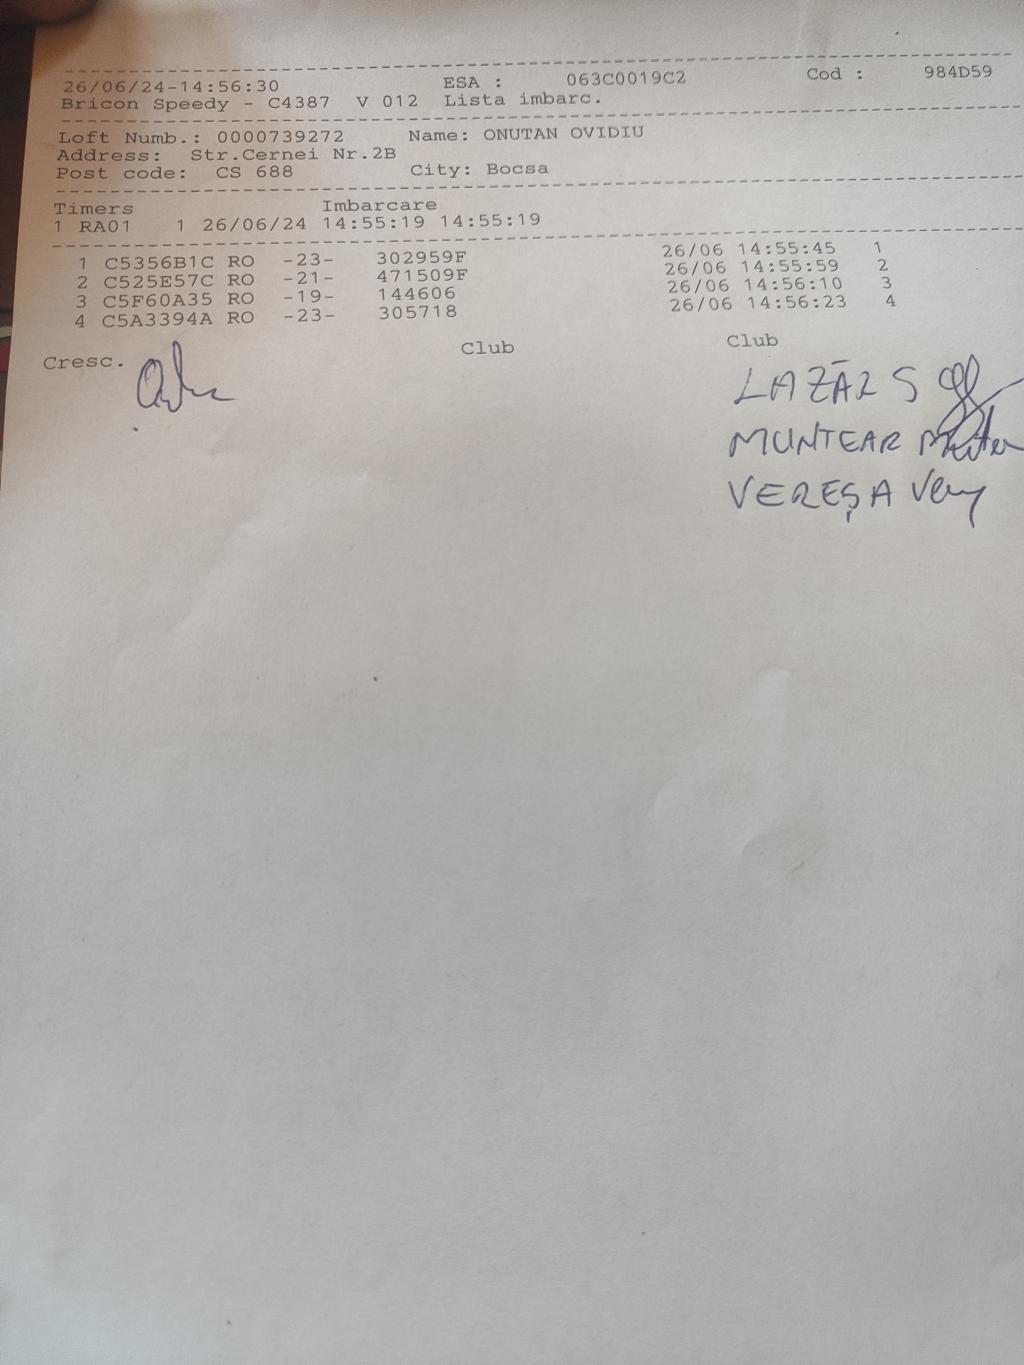 26/06/24-14:56:30 ESA : 063C0019C2 Cod : 984D59
Bricon Speedy - C4387 V 012 Lista imbarc.
Loft Numb.: 0000739272 Name: ONUTAN OVIDIU
Address: Str.Cernei Nr.2B
Post code: CS 688 City: Bocsa
Timers Imbarcare
1 RA01 1 26/06/24 14:55:19 14:55:19
1 C5356B1C RO -23- 302959F 26/06 14:55:45 1
2 C525E57C RO -21- 471509F 26/06 14:55:59 2
3 C5F60A35 RO -19- 144606 26/06 14:56:10 3
4 C5A3394A RO -23- 305718 26/06 14:56:23 4
Cresc. Club Club
LAZĂR S
MUNTEAR
VEREȘ A